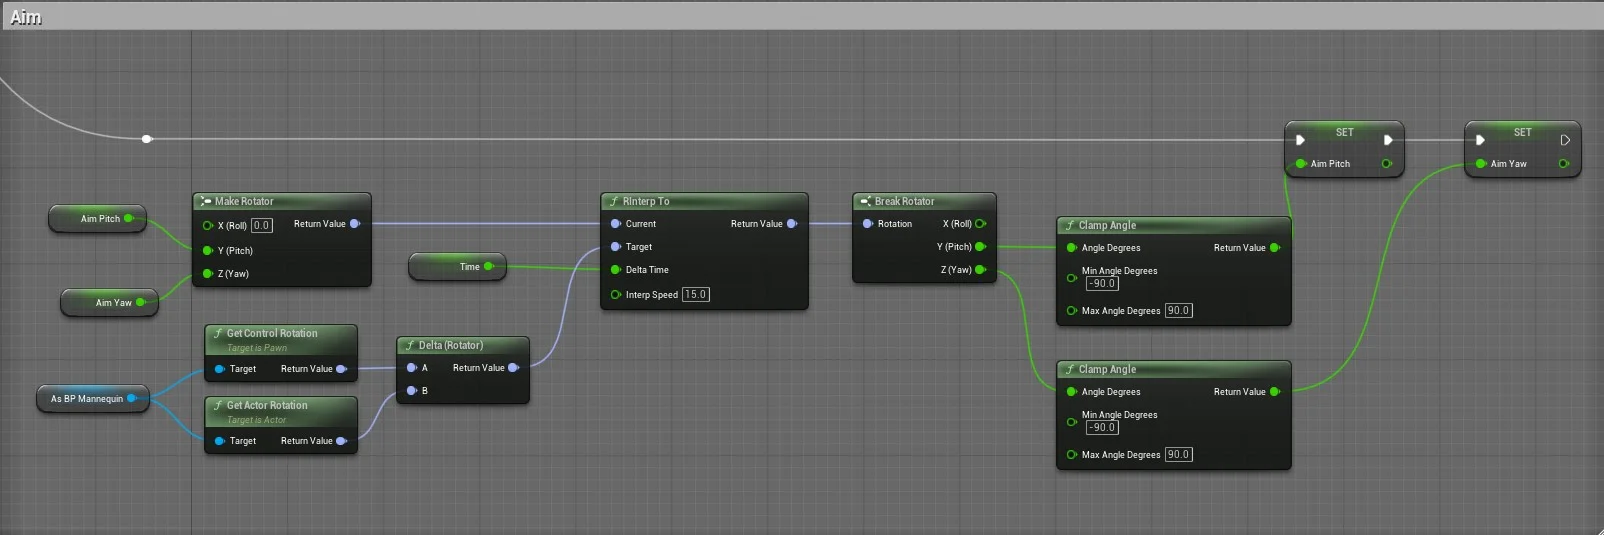 Aim
SET
SET
Aim Pitch
Aim Yaw
Aim Pitch
Make Rotator
X (Roll) 0.0
Return Value
Y (Pitch)
Z (Yaw)
Aim Yaw
Time
RInterp To
Current
Return Value
Target
Delta Time
Interp Speed 15.0
Break Rotator
Rotation
X (Roll)
Y (Pitch)
Z (Yaw)
Clamp Angle
Angle Degrees
Return Value
Min Angle Degrees
-90.0
Max Angle Degrees 90.0
As BP Mannequin
Get Control Rotation
Target is Pawn
Target
Return Value
Get Actor Rotation
Target is Actor
Target
Return Value
Delta (Rotator)
A
Return Value
B
Clamp Angle
Angle Degrees
Return Value
Min Angle Degrees
-90.0
Max Angle Degrees 90.0